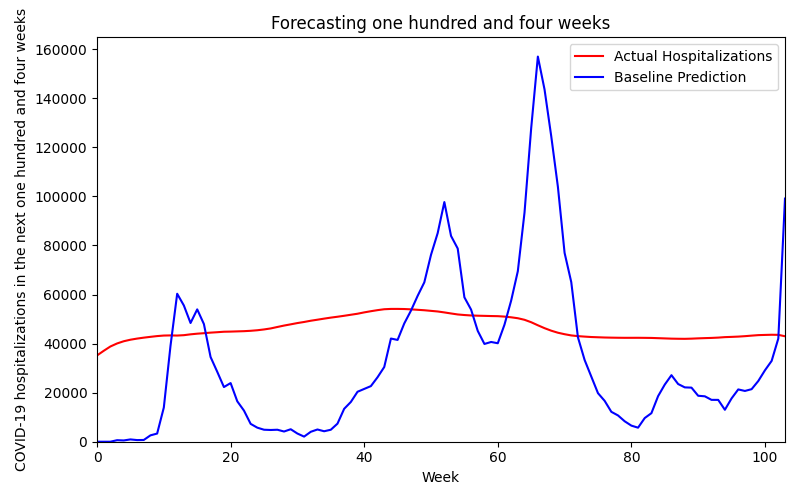 Forecasting one hundred and four weeks
COVID-19 hospitalizations in the next one hundred and four weeks
160000
140000
120000
100000
80000
60000
40000
20000
0
Actual Hospitalizations
Baseline Prediction
0 20 40 60 80 100
Week